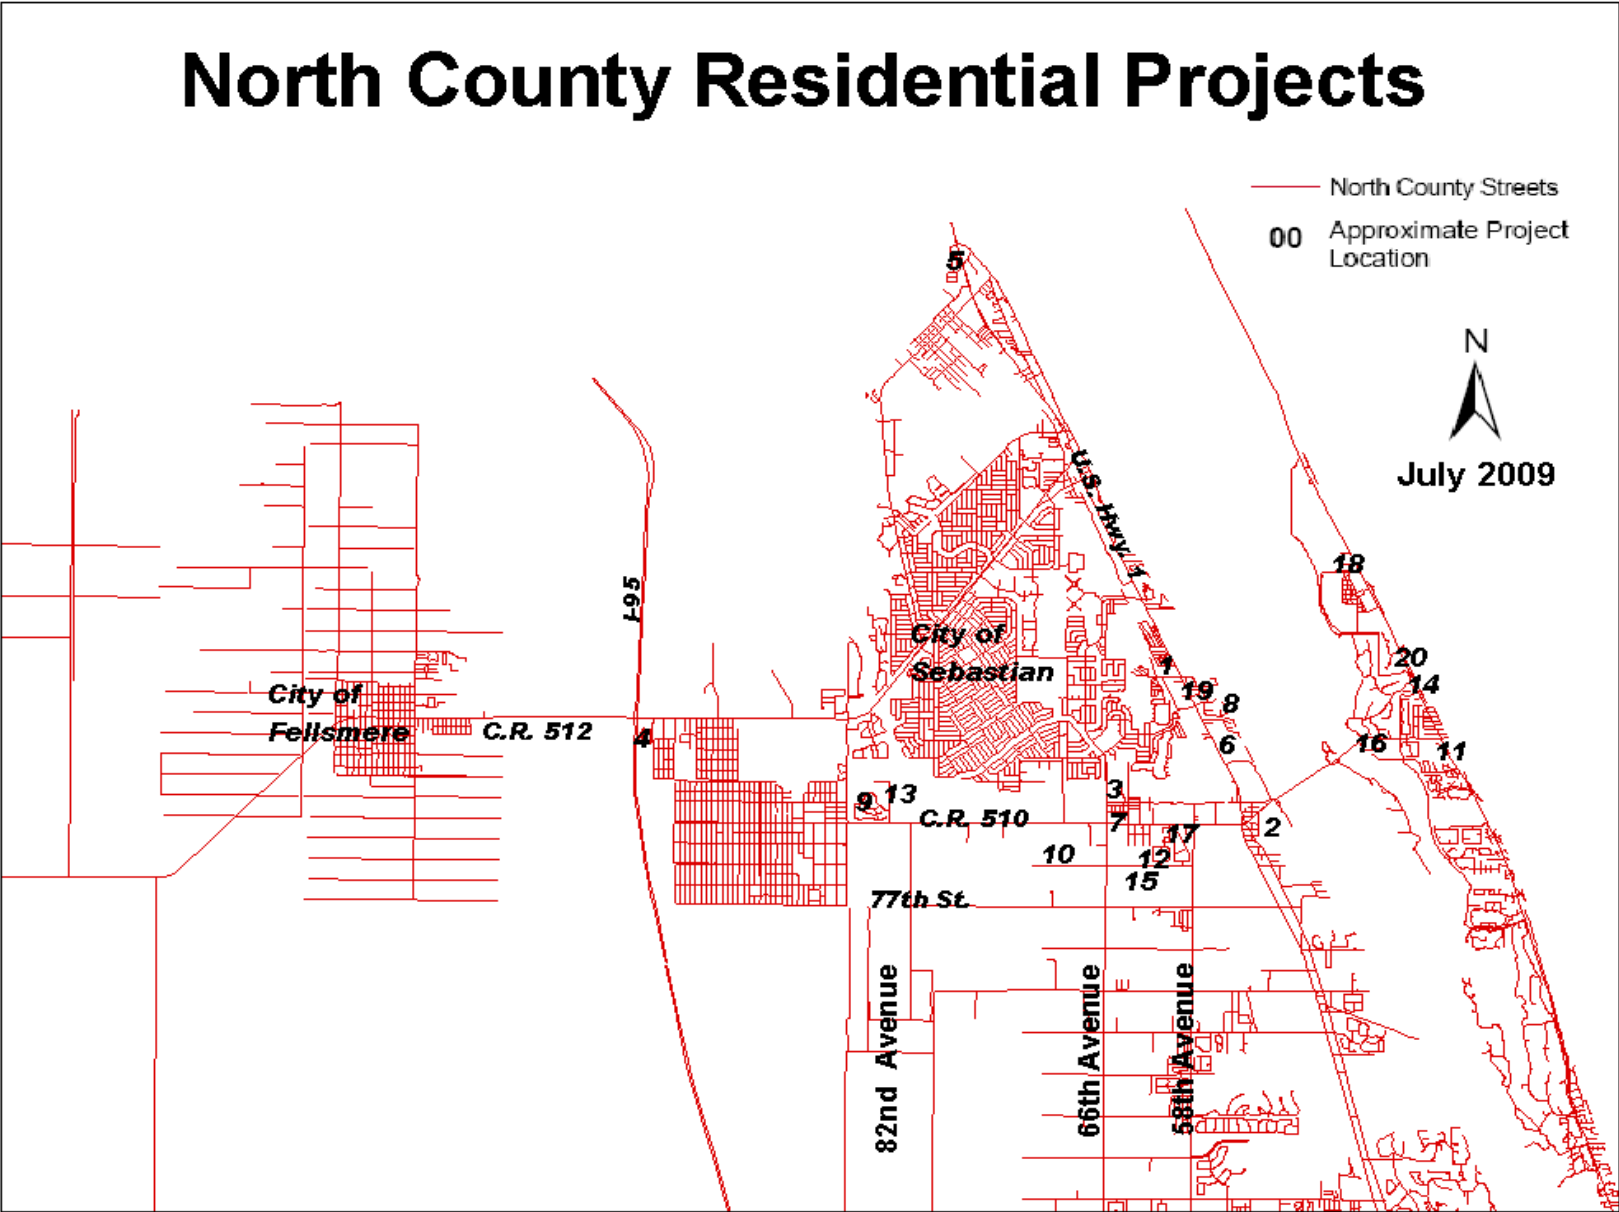 North County Residential Projects
North County Streets
00
Approximate Project
Location
N
July 2009
5
U.S. Hwy. 1
I-95
18
City of
Sebastian
1
20
19
14
8
City of
Fellsmere
C.R. 512
4
6
16
11
9
13
3
C.R. 510
7
17
2
10
12
15
77th St.
82nd Avenue
66th Avenue
58th Avenue